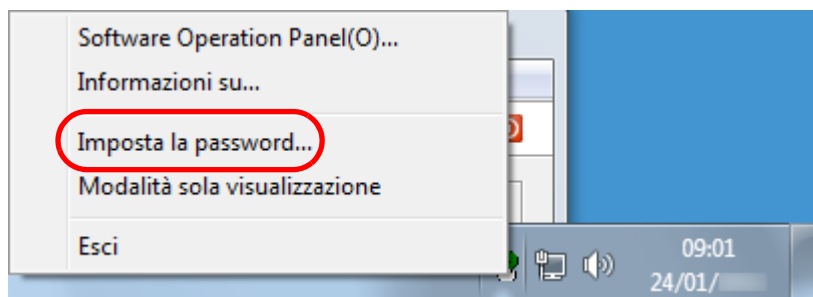 Software Operation Panel(O)...
Informazioni su...
Imposta la password...
Modalità sola visualizzazione
Esci
09:01
24/01/